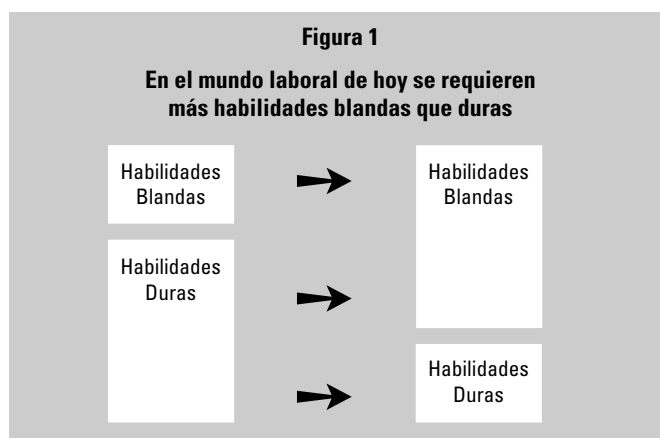 Figura 1
En el mundo laboral de hoy se requieren
más habilidades blandas que duras
Habilidades
Blandas
Habilidades
Duras
Habilidades
Blandas
Habilidades
Duras